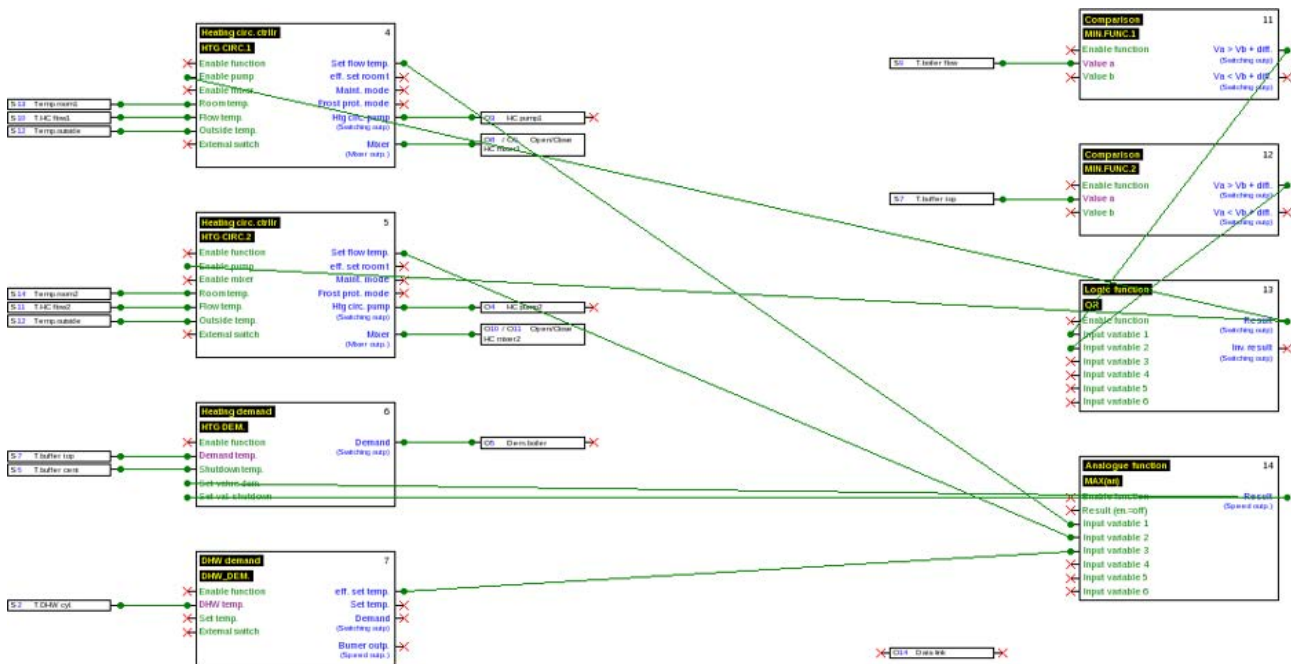 Heating circ. ctrllr 4
HTG CIRC.1
Enable function Set flow temp.
Enable pump eff. set room t
Enable mixer Maint. mode
S13 Temp.room1 Room temp. Frost prot. mode
S10 T.HC flow1 Flow temp. Htg circ. pump O9 HC pump1
(Switching outp)
S12 Temp.outside Outside temp.
External switch Mixer O8 / O9 Open/Close
(Mixer outp.) HC mixer1
Heating circ. ctrllr 5
HTG CIRC.2
Enable function Set flow temp.
Enable pump eff. set room t
Enable mixer Maint. mode
S14 Temp.room2 Room temp. Frost prot. mode
S11 T.HC flow2 Flow temp. Htg circ. pump O4 HC pump2
(Switching outp)
S12 Temp.outside Outside temp.
External switch Mixer O10 / O11 Open/Close
(Mixer outp.) HC mixer2
Heating demand 6
HTG DEM.
Enable function Demand O5 Dem.boiler
(Switching outp)
S7 T.buffer top Demand temp.
T.buffer cent Shutdown temp.
Set value dem.
Set val. shutdown
DHW demand 7
DHW_DEM.
Enable function eff. set temp.
S2 T.DHW cyl. DHW temp. Set temp.
Set temp. Demand
(Switching outp)
External switch
Burner outp.
(Speed outp.)
Comparison 11
MIN.FUNC.1
Enable function Va > Vb + diff.
(Switching outp)
T.boiler flow Value a
Value b Va < Vb + diff.
(Switching outp)
Comparison 12
MIN.FUNC.2
Enable function Va > Vb + diff.
(Switching outp)
S7 T.buffer top Value a
Value b Va < Vb + diff.
(Switching outp)
Logic function 13
OR
Enable function Result
(Switching outp)
Input variable 1
Input variable 2 Inv. result
(Switching outp)
Input variable 3
Input variable 4
Input variable 5
Input variable 6
Analogue function 14
MAX(an)
Enable function Result
(Speed outp.)
Result (en.=off)
Input variable 1
Input variable 2
Input variable 3
Input variable 4
Input variable 5
Input variable 6
O14 Data link